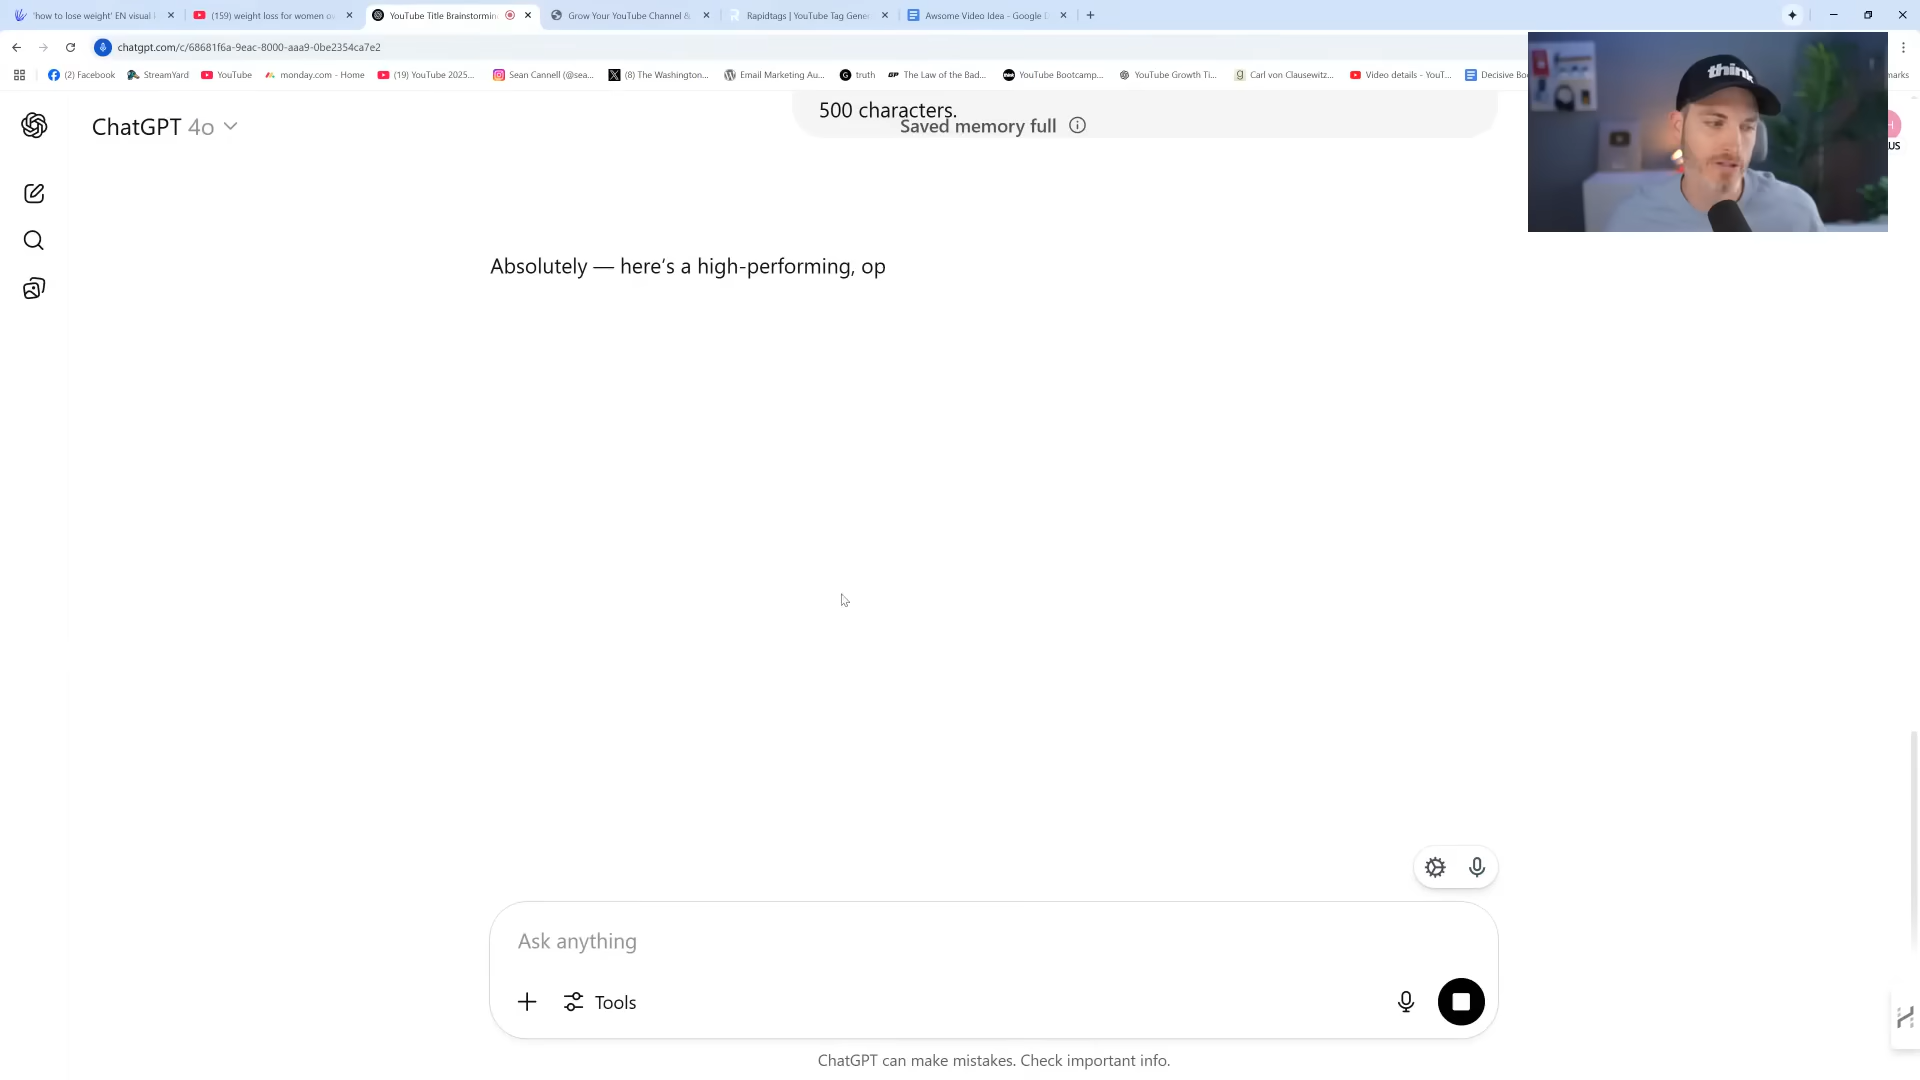 'how to lose weight' EN visual
(159) weight loss for women ov
YouTube Title Brainstormin
Grow Your YouTube Channel &
Rapidtags | YouTube Tag Gene
Awsome Video Idea - Google D
chatgpt.com/c/68681f6a-9eac-8000-aaa9-0be2354ca7e2
(2) Facebook
StreamYard
YouTube
monday.com - Home
(19) YouTube 2025...
Sean Cannell (@sea...
(8) The Washington...
Email Marketing Au...
truth
The Law of the Bad...
YouTube Bootcamp...
YouTube Growth Ti...
Carl von Clausewitz...
Video details - YouT...
Decisive Bo
marks
think
500 characters.
ChatGPT 4o
Saved memory full
US
Absolutely — here's a high-performing, op
Ask anything
Tools
ChatGPT can make mistakes. Check important info.